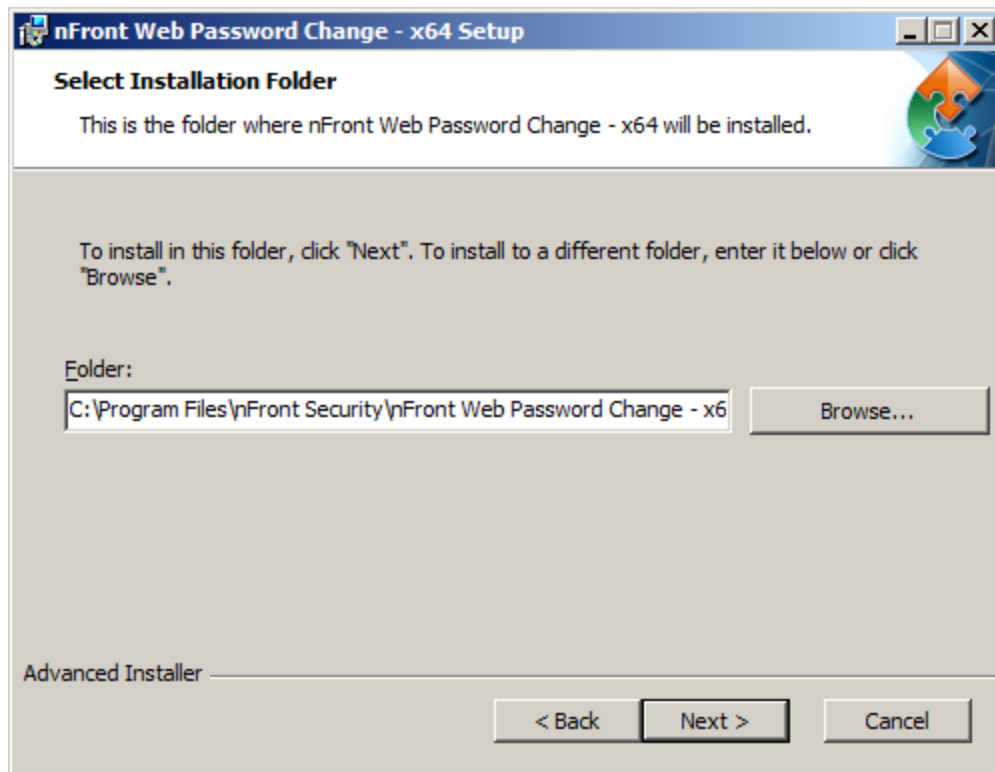 nFront Web Password Change - x64 Setup
Select Installation Folder
This is the folder where nFront Web Password Change - x64 will be installed.
To install in this folder, click "Next". To install to a different folder, enter it below or click
"Browse".
Folder:
C:\Program Files\nFront Security\nFront Web Password Change - x6
Browse...
Advanced Installer
< Back
Next >
Cancel